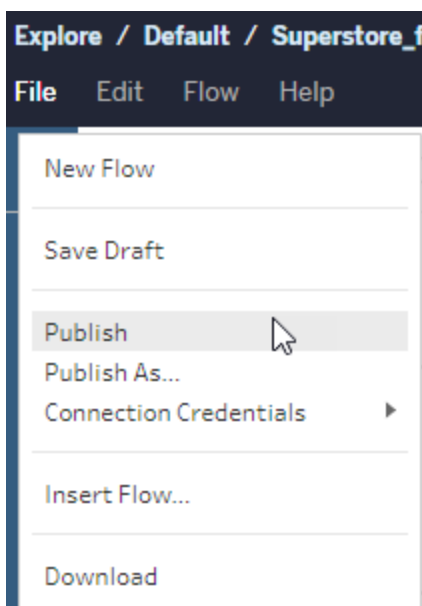 Explore / Default / Superstore_f
File Edit Flow Help
New Flow
Save Draft
Publish
Publish As...
Connection Credentials
Insert Flow...
Download